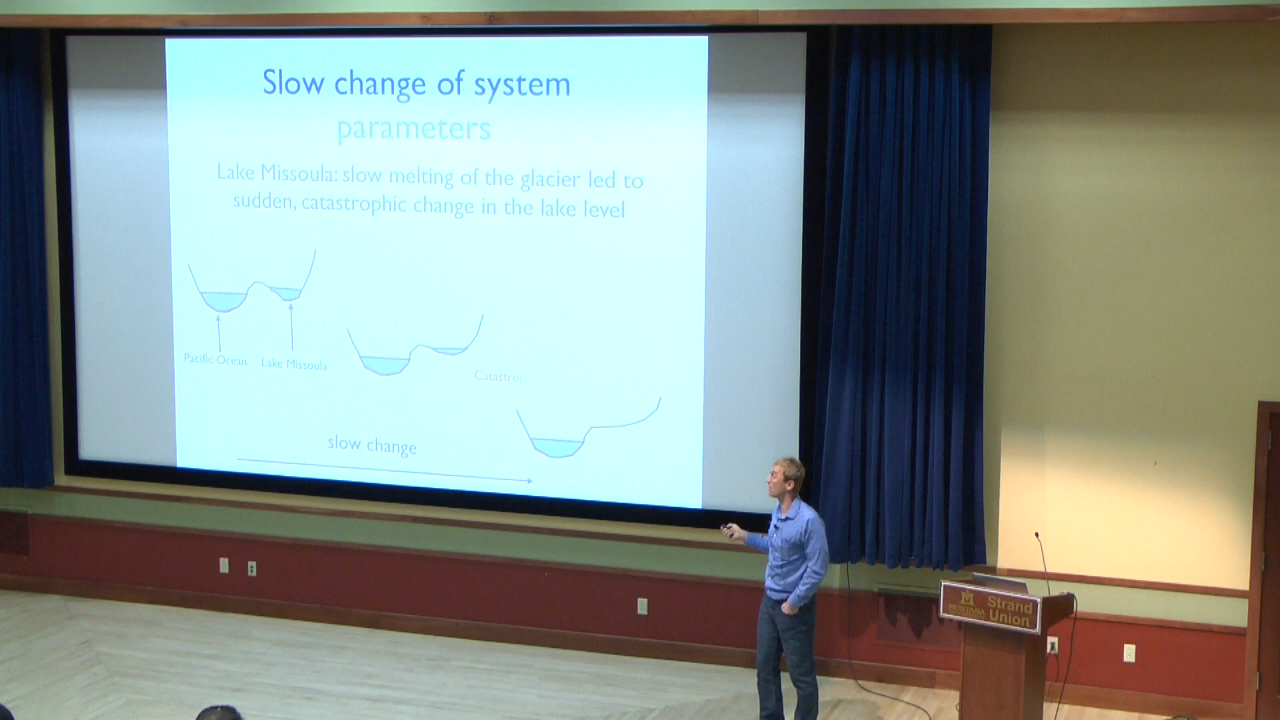 Slow change of system
parameters
Lake Missoula: slow melting of the glacier led to
sudden, catastrophic change in the lake level
Pacific Ocean
Lake Missoula
slow change
M
MONTANA
Strand
Union